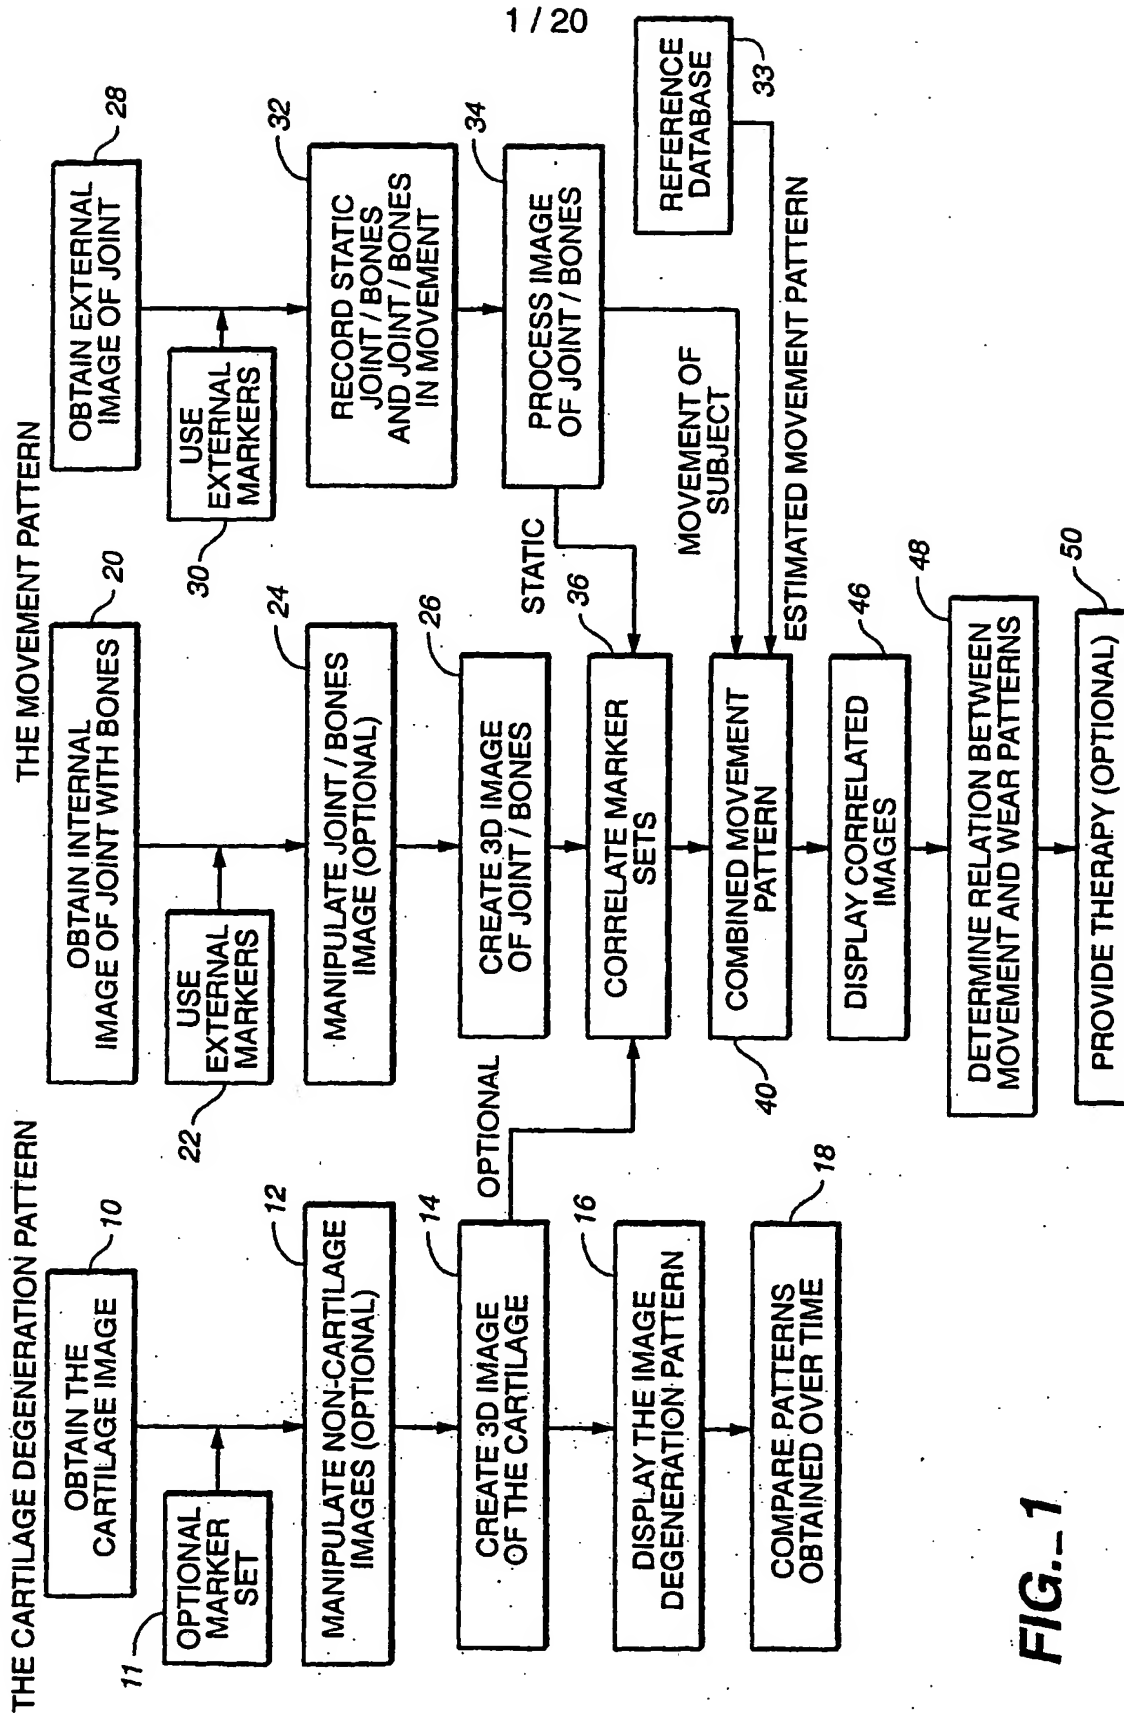 1 / 20
THE CARTILAGE DEGENERATION PATTERN
10
OBTAIN THE
CARTILAGE IMAGE
11
OPTIONAL
MARKER
SET
12
MANIPULATE NON-CARTILAGE
IMAGES (OPTIONAL)
14
CREATE 3D IMAGE
OF THE CARTILAGE
OPTIONAL
16
DISPLAY THE IMAGE
DEGENERATION PATTERN
18
COMPARE PATTERNS
OBTAINED OVER TIME
THE MOVEMENT PATTERN
20
OBTAIN INTERNAL
IMAGE OF JOINT WITH BONES
22
USE
EXTERNAL
MARKERS
24
MANIPULATE JOINT / BONES
IMAGE (OPTIONAL)
26
CREATE 3D IMAGE
OF JOINT / BONES
36
CORRELATE MARKER
SETS
40
COMBINED MOVEMENT
PATTERN
46
DISPLAY CORRELATED
IMAGES
48
DETERMINE RELATION BETWEEN
MOVEMENT AND WEAR PATTERNS
50
PROVIDE THERAPY (OPTIONAL)
28
OBTAIN EXTERNAL
IMAGE OF JOINT
30
USE
EXTERNAL
MARKERS
32
RECORD STATIC
JOINT / BONES
AND JOINT / BONES
IN MOVEMENT
34
PROCESS IMAGE
OF JOINT / BONES
STATIC
MOVEMENT OF
SUBJECT
33
REFERENCE
DATABASE
ESTIMATED MOVEMENT PATTERN
FIG._1